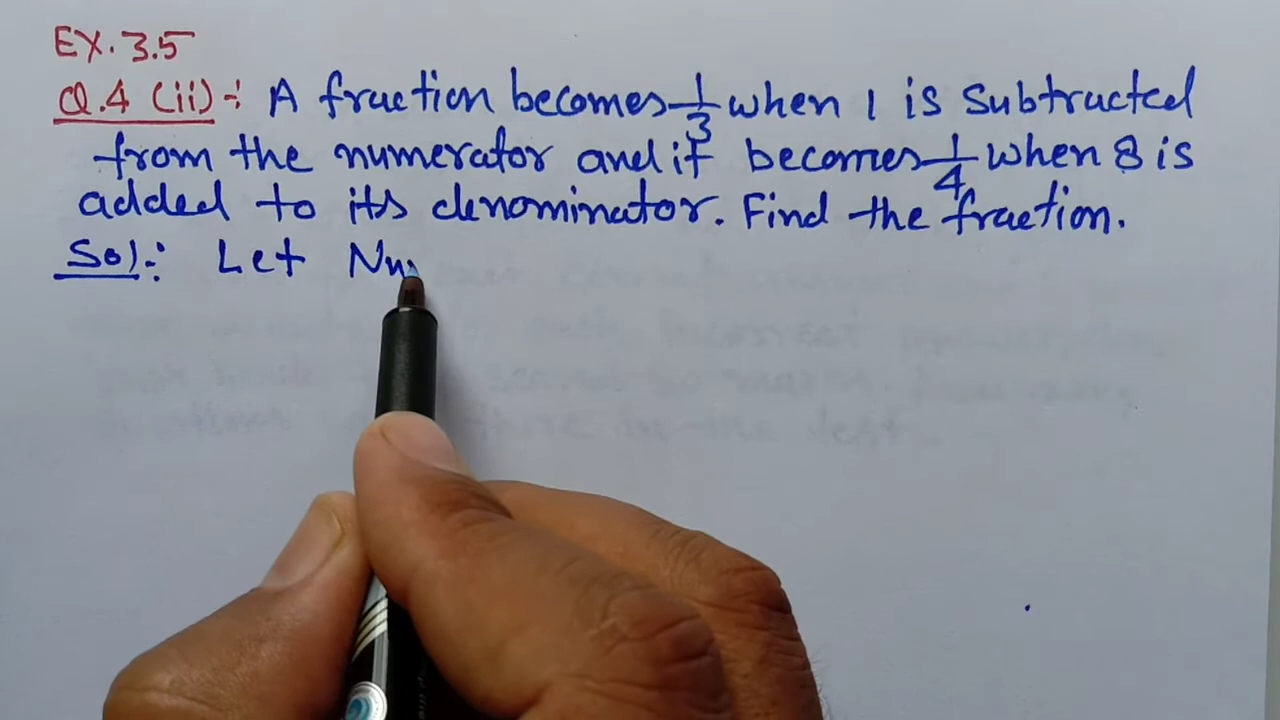 EX. 3.5
Q.4 (ii):- A fraction becomes 1/3 when 1 is subtracted
from the numerator and it becomes 1/4 when 8 is
added to its denominator. Find the fraction.
Sol:- Let Num